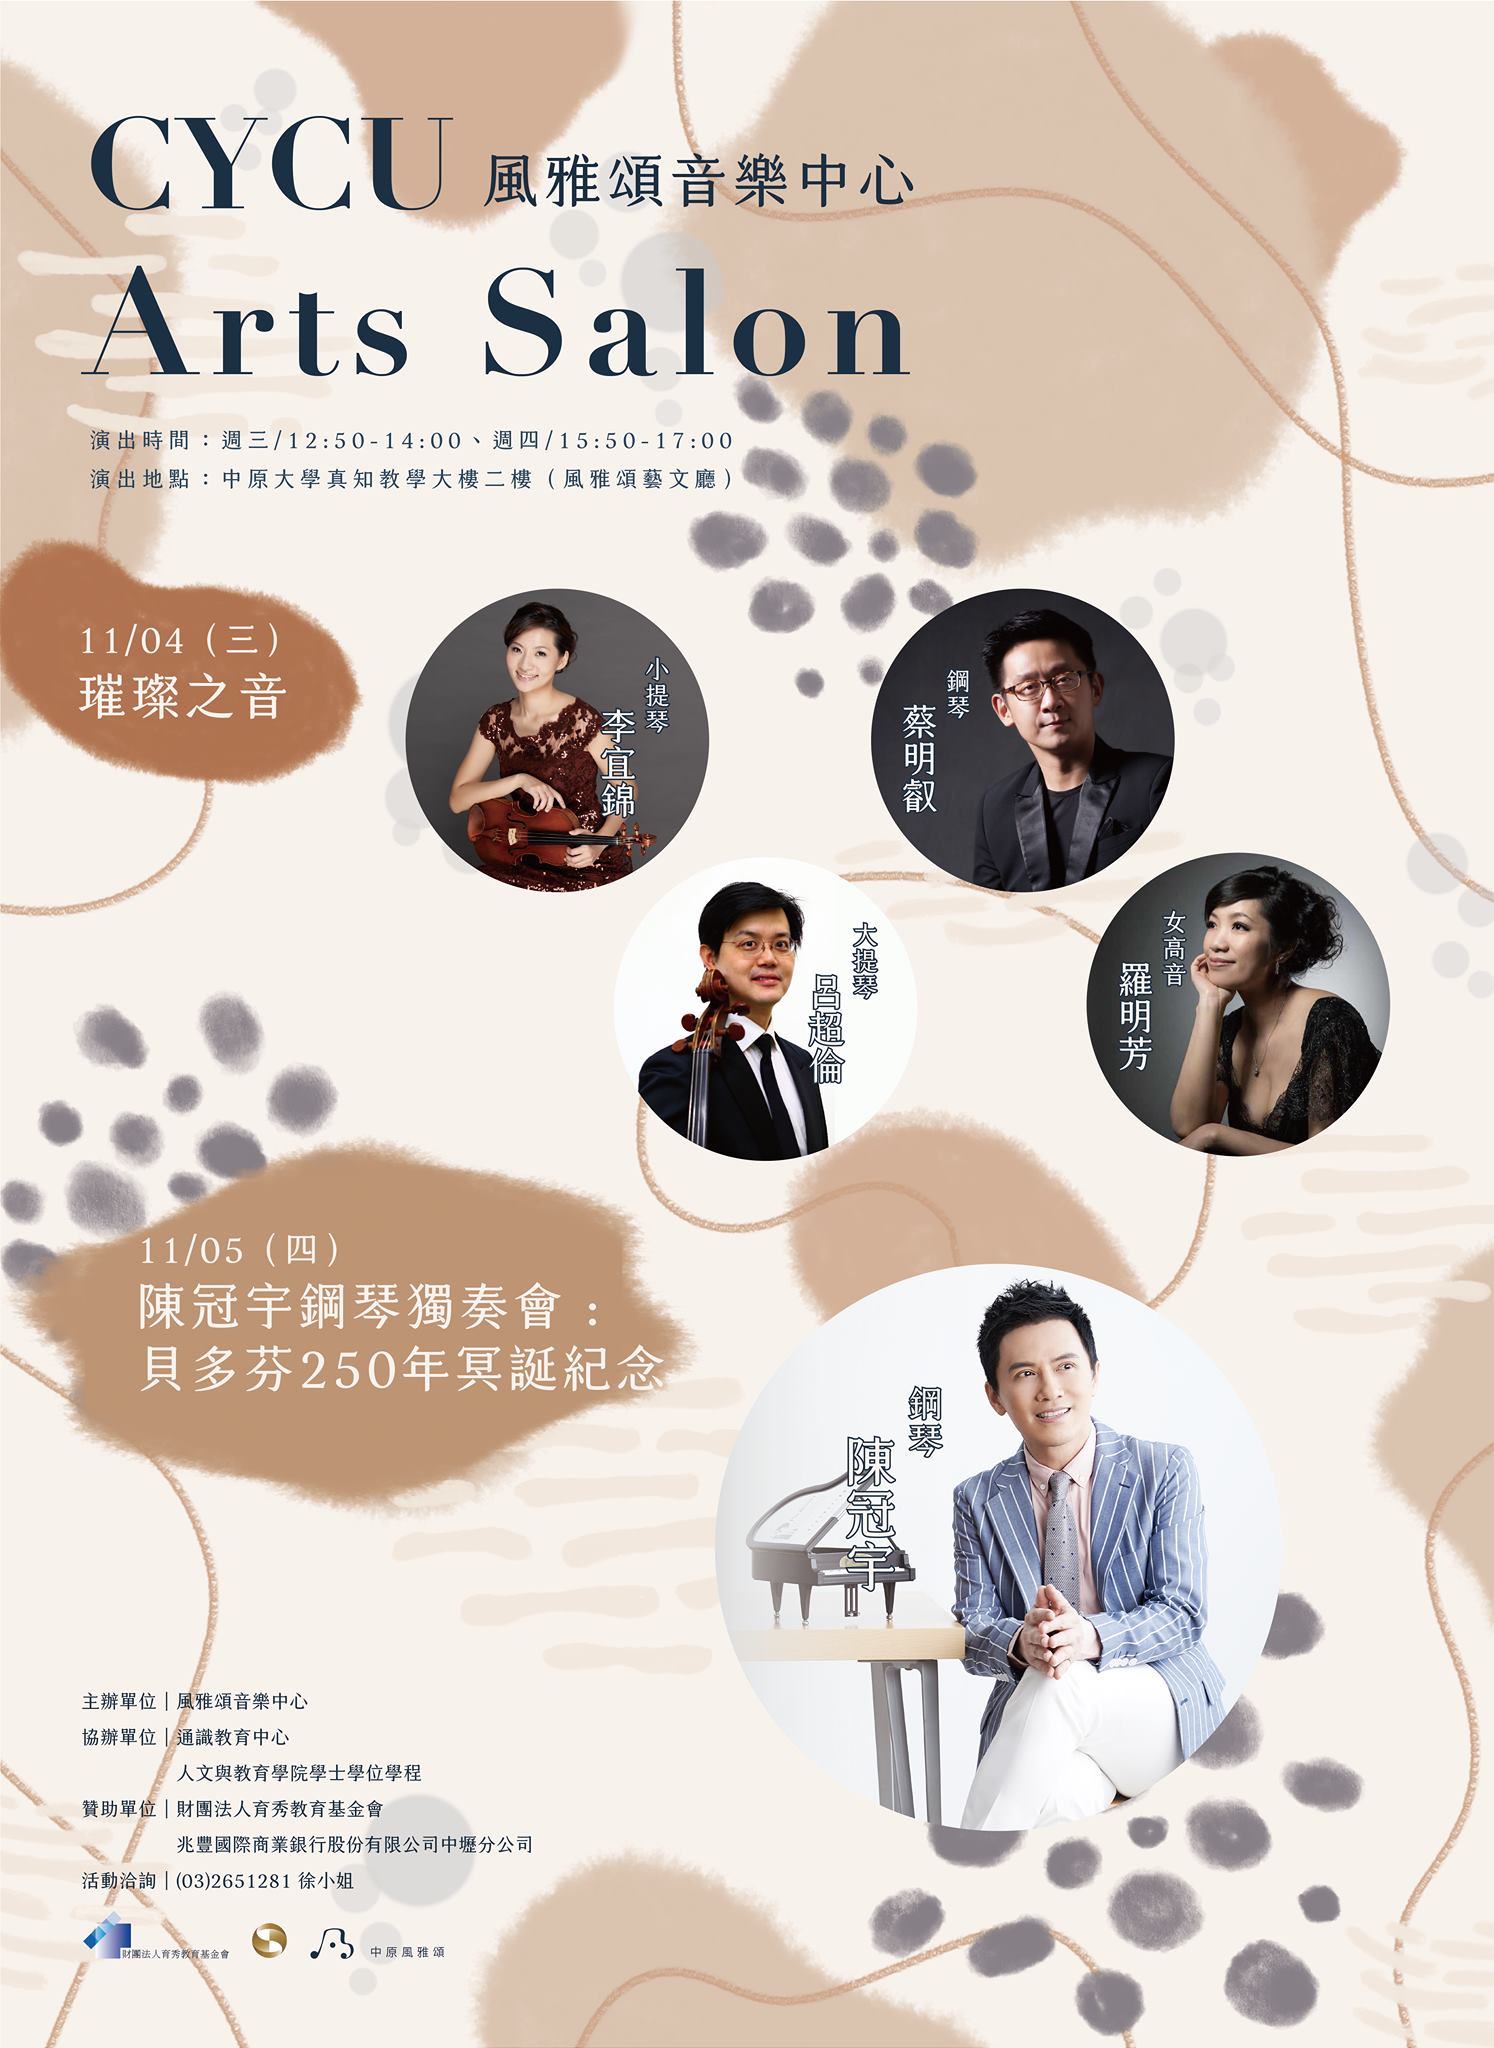 CYCU 風雅頌音樂中心
Arts Salon
演出時間：週三/12:50-14:00、週四/15:50-17:00
演出地點：中原大學真知教學大樓二樓（風雅頌藝文廳）
11/04（三）
璀璨之音
小提琴
李宜錦
鋼琴
蔡明叡
大提琴
呂超倫
女高音
羅明芳
11/05（四）
陳冠宇鋼琴獨奏會：
貝多芬250年冥誕紀念
鋼琴
陳冠宇
主辦單位｜風雅頌音樂中心
協辦單位｜通識教育中心
人文與教育學院學士學位學程
贊助單位｜財團法人育秀教育基金會
兆豐國際商業銀行股份有限公司中壢分公司
活動洽詢｜(03)2651281 徐小姐
財團法人育秀教育基金會
中原風雅頌